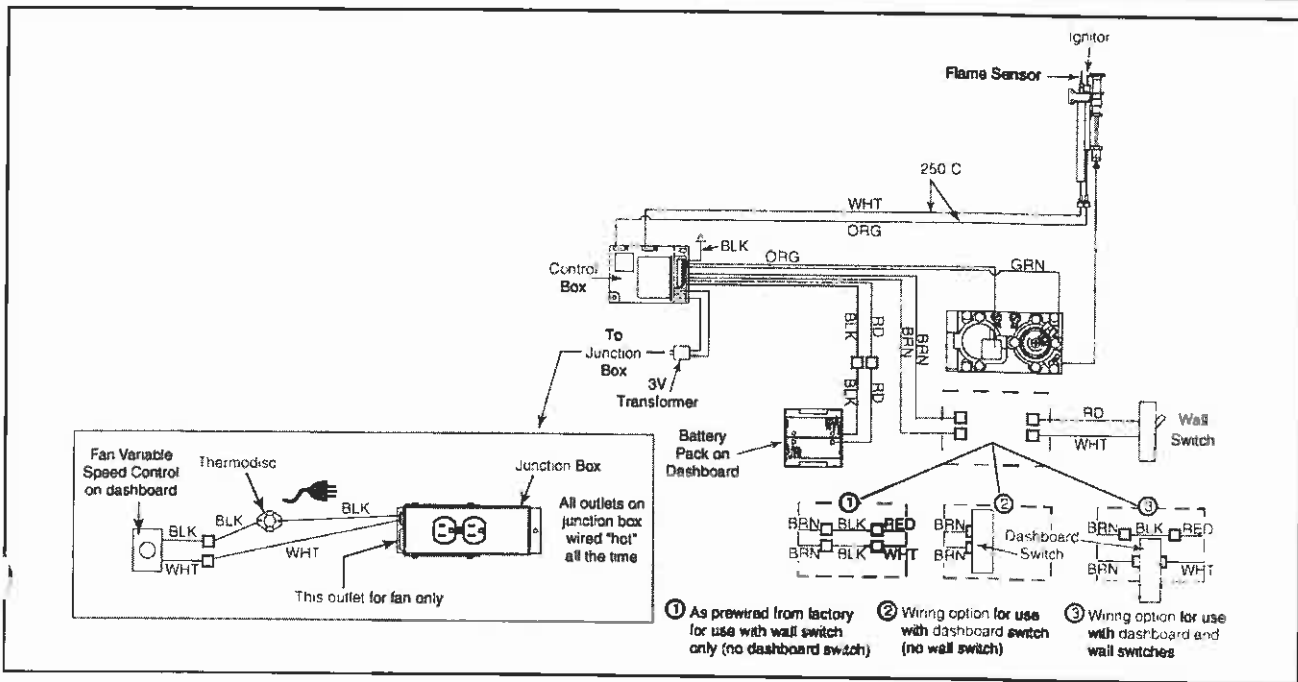 Ignitor
Flame Sensor
250 C
WHT
ORG
BLK
ORG
GRN
Control
Box
To
Junction
Box
3V
Transformer
BLK
RD
BRN
BRN
BLK
RD
Battery
Pack on
Dashboard
RD
WHT
Wall
Switch
Fan Variable
Speed Control
on dashboard
Thermodisc
BLK
BLK
BLK
WHT
WHT
Junction Box
All outlets on
junction box
wired "hot"
all the time
This outlet for fan only
1
BRN BLK RED
BRN BLK WHT
2
BRN
BRN
Dashboard
Switch
3
BRN BLK RED
BRN WHT
1 As prewired from factory
for use with wall switch
only (no dashboard switch)
2 Wiring option for use
with dashboard switch
(no wall switch)
3 Wiring option for use
with dashboard and
wall switches